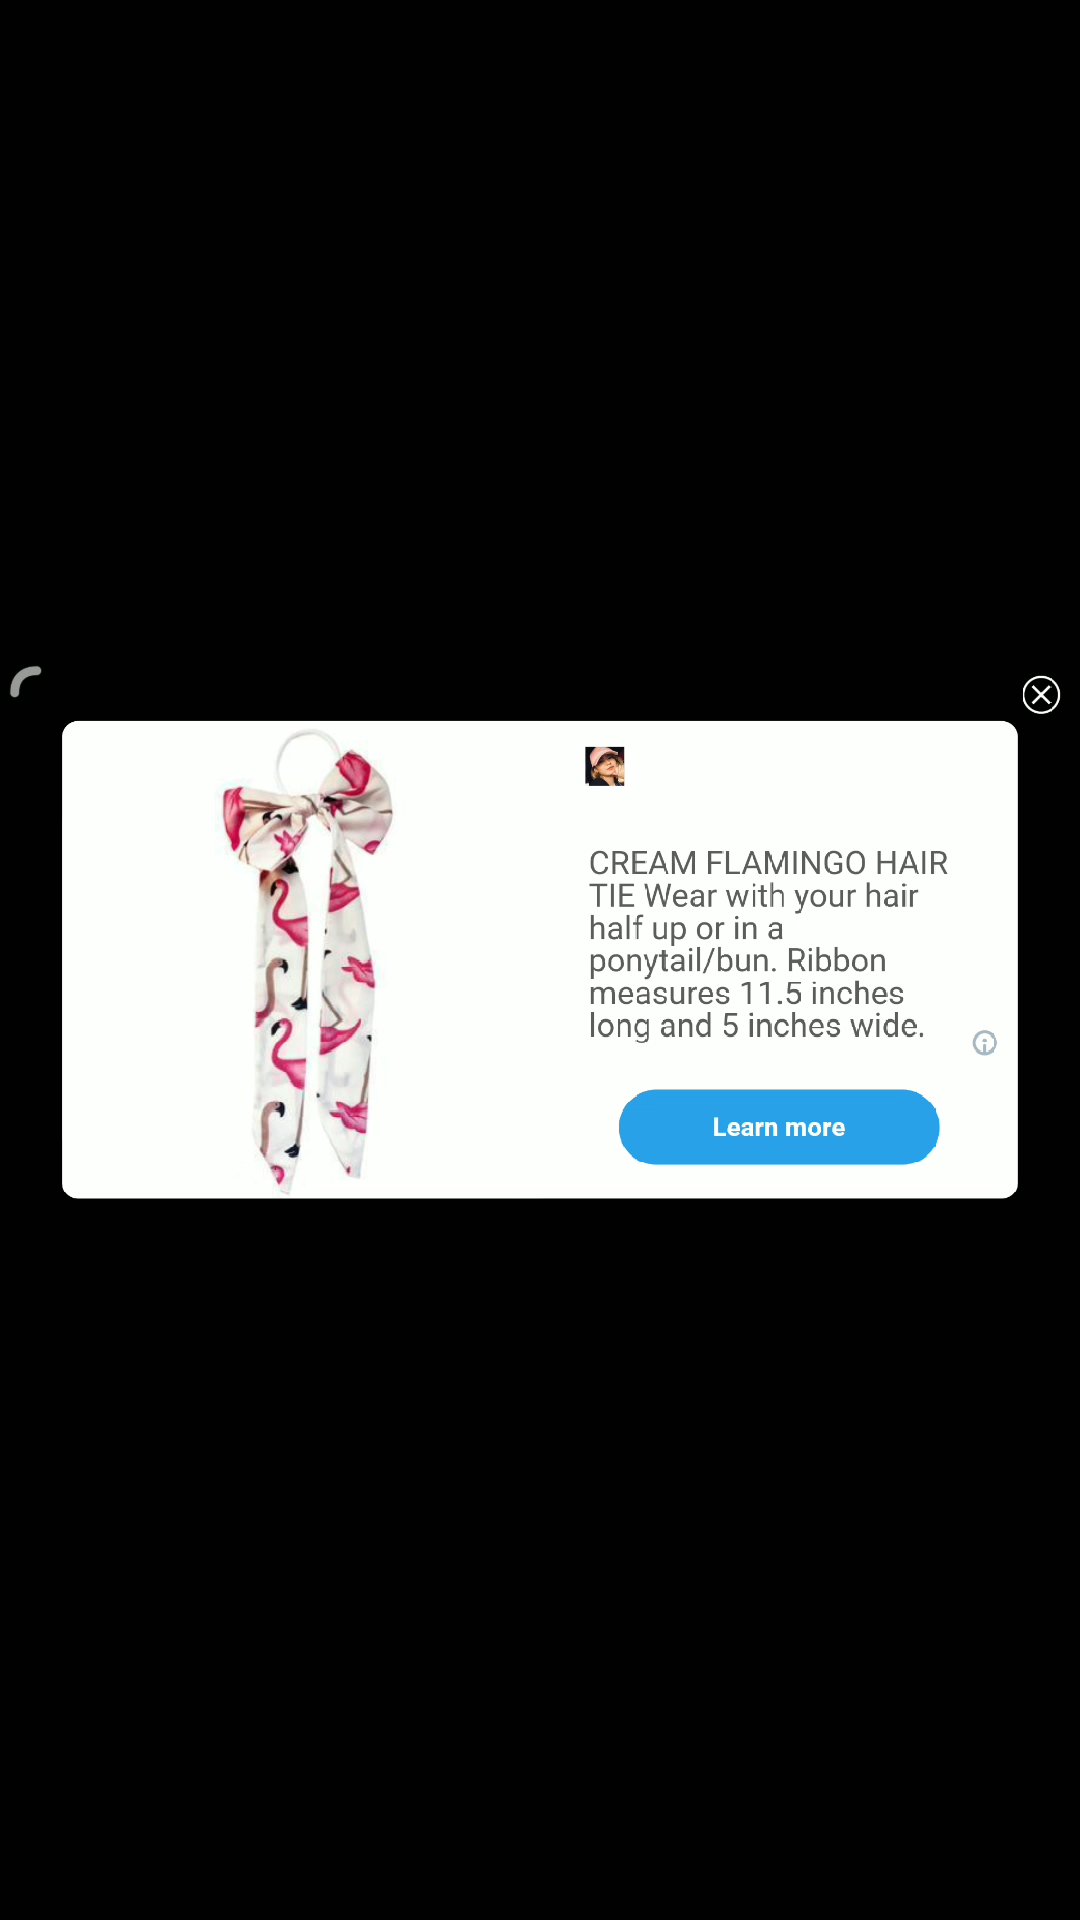 CREAM FLAMINGO HAIR
TIE Wear with your hair
half up or in a
ponytail/bun. Ribbon
measures 11.5 inches
long and 5 inches wide.
Learn more